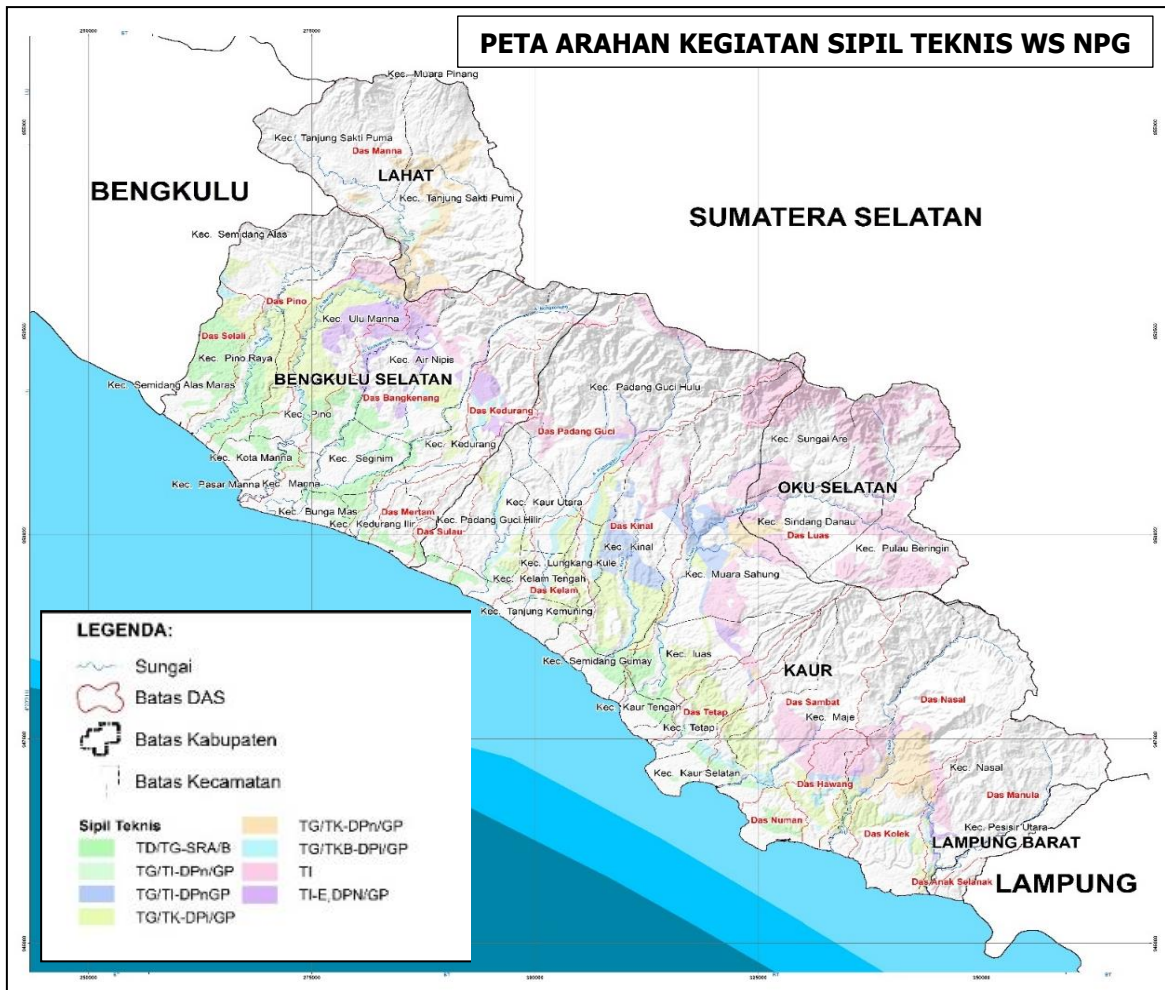 PETA ARAHAN KEGIATAN SIPIL TEKNIS WS NPG
250000
275000
Kec. Muara Pinang
Kec. Tanjung Sakti Puma
Das Manna
LAHAT
BENGKULU
Kec. Tanjung Sakti Pumi
SUMATERA SELATAN
Kec. Semidang Alas
Das Pino
Kec. Ulu Manna
Das Selali
Kec. Pino Raya
Kec. Air Nipis
BENGKULU SELATAN
Kec. Semidang Alas Maras
Kec. Padang Guci Hulu
Das Bangkenang
Kec. Pino
Das Kedurang
Das Padang Guci
Kec. Kedurang
Kec. Sungai Are
Kec. Kota Manna
Kec. Seginim
Kec. Pasar Manna
Kec. Manna
OKU SELATAN
Kec. Bunga Mas
Kec. Kaur Utara
Das Mertam
Kec. Padang Guci Hilir
Kec. Kedurang Ilir
Das Sulau
Das Kinal
Kec. Sindang Danau
Das Luas
Kec. Kinal
Kec. Pulau Beringin
Kec. Lungkang Kule
Kec. Muara Sahung
Kec. Kelam Tengah
Das Kelam
Kec. Tanjung Kemuning
Kec. Semidang Gumay
Kec. luas
KAUR
Kec. Kaur Tengah
Das Tetap
Das Sambat
Das Nasal
Kec. Maje
Kec. Tetap
Kec. Kaur Selatan
Kec. Nasal
Das Hawang
Das Manula
Das Numan
Das Kolek
Kec. Pesisir Utara
LAMPUNG BARAT
LAMPUNG
Das Anak Selanak
LEGENDA:
Sungai
Batas DAS
Batas Kabupaten
Batas Kecamatan
Sipil Teknis
TD/TG-SRA/B
TG/TI-DPn/GP
TG/TI-DPnGP
TG/TK-DPI/GP
TG/TK-DPn/GP
TG/TKB-DPI/GP
TI
TI-E,DPN/GP
250000
275000